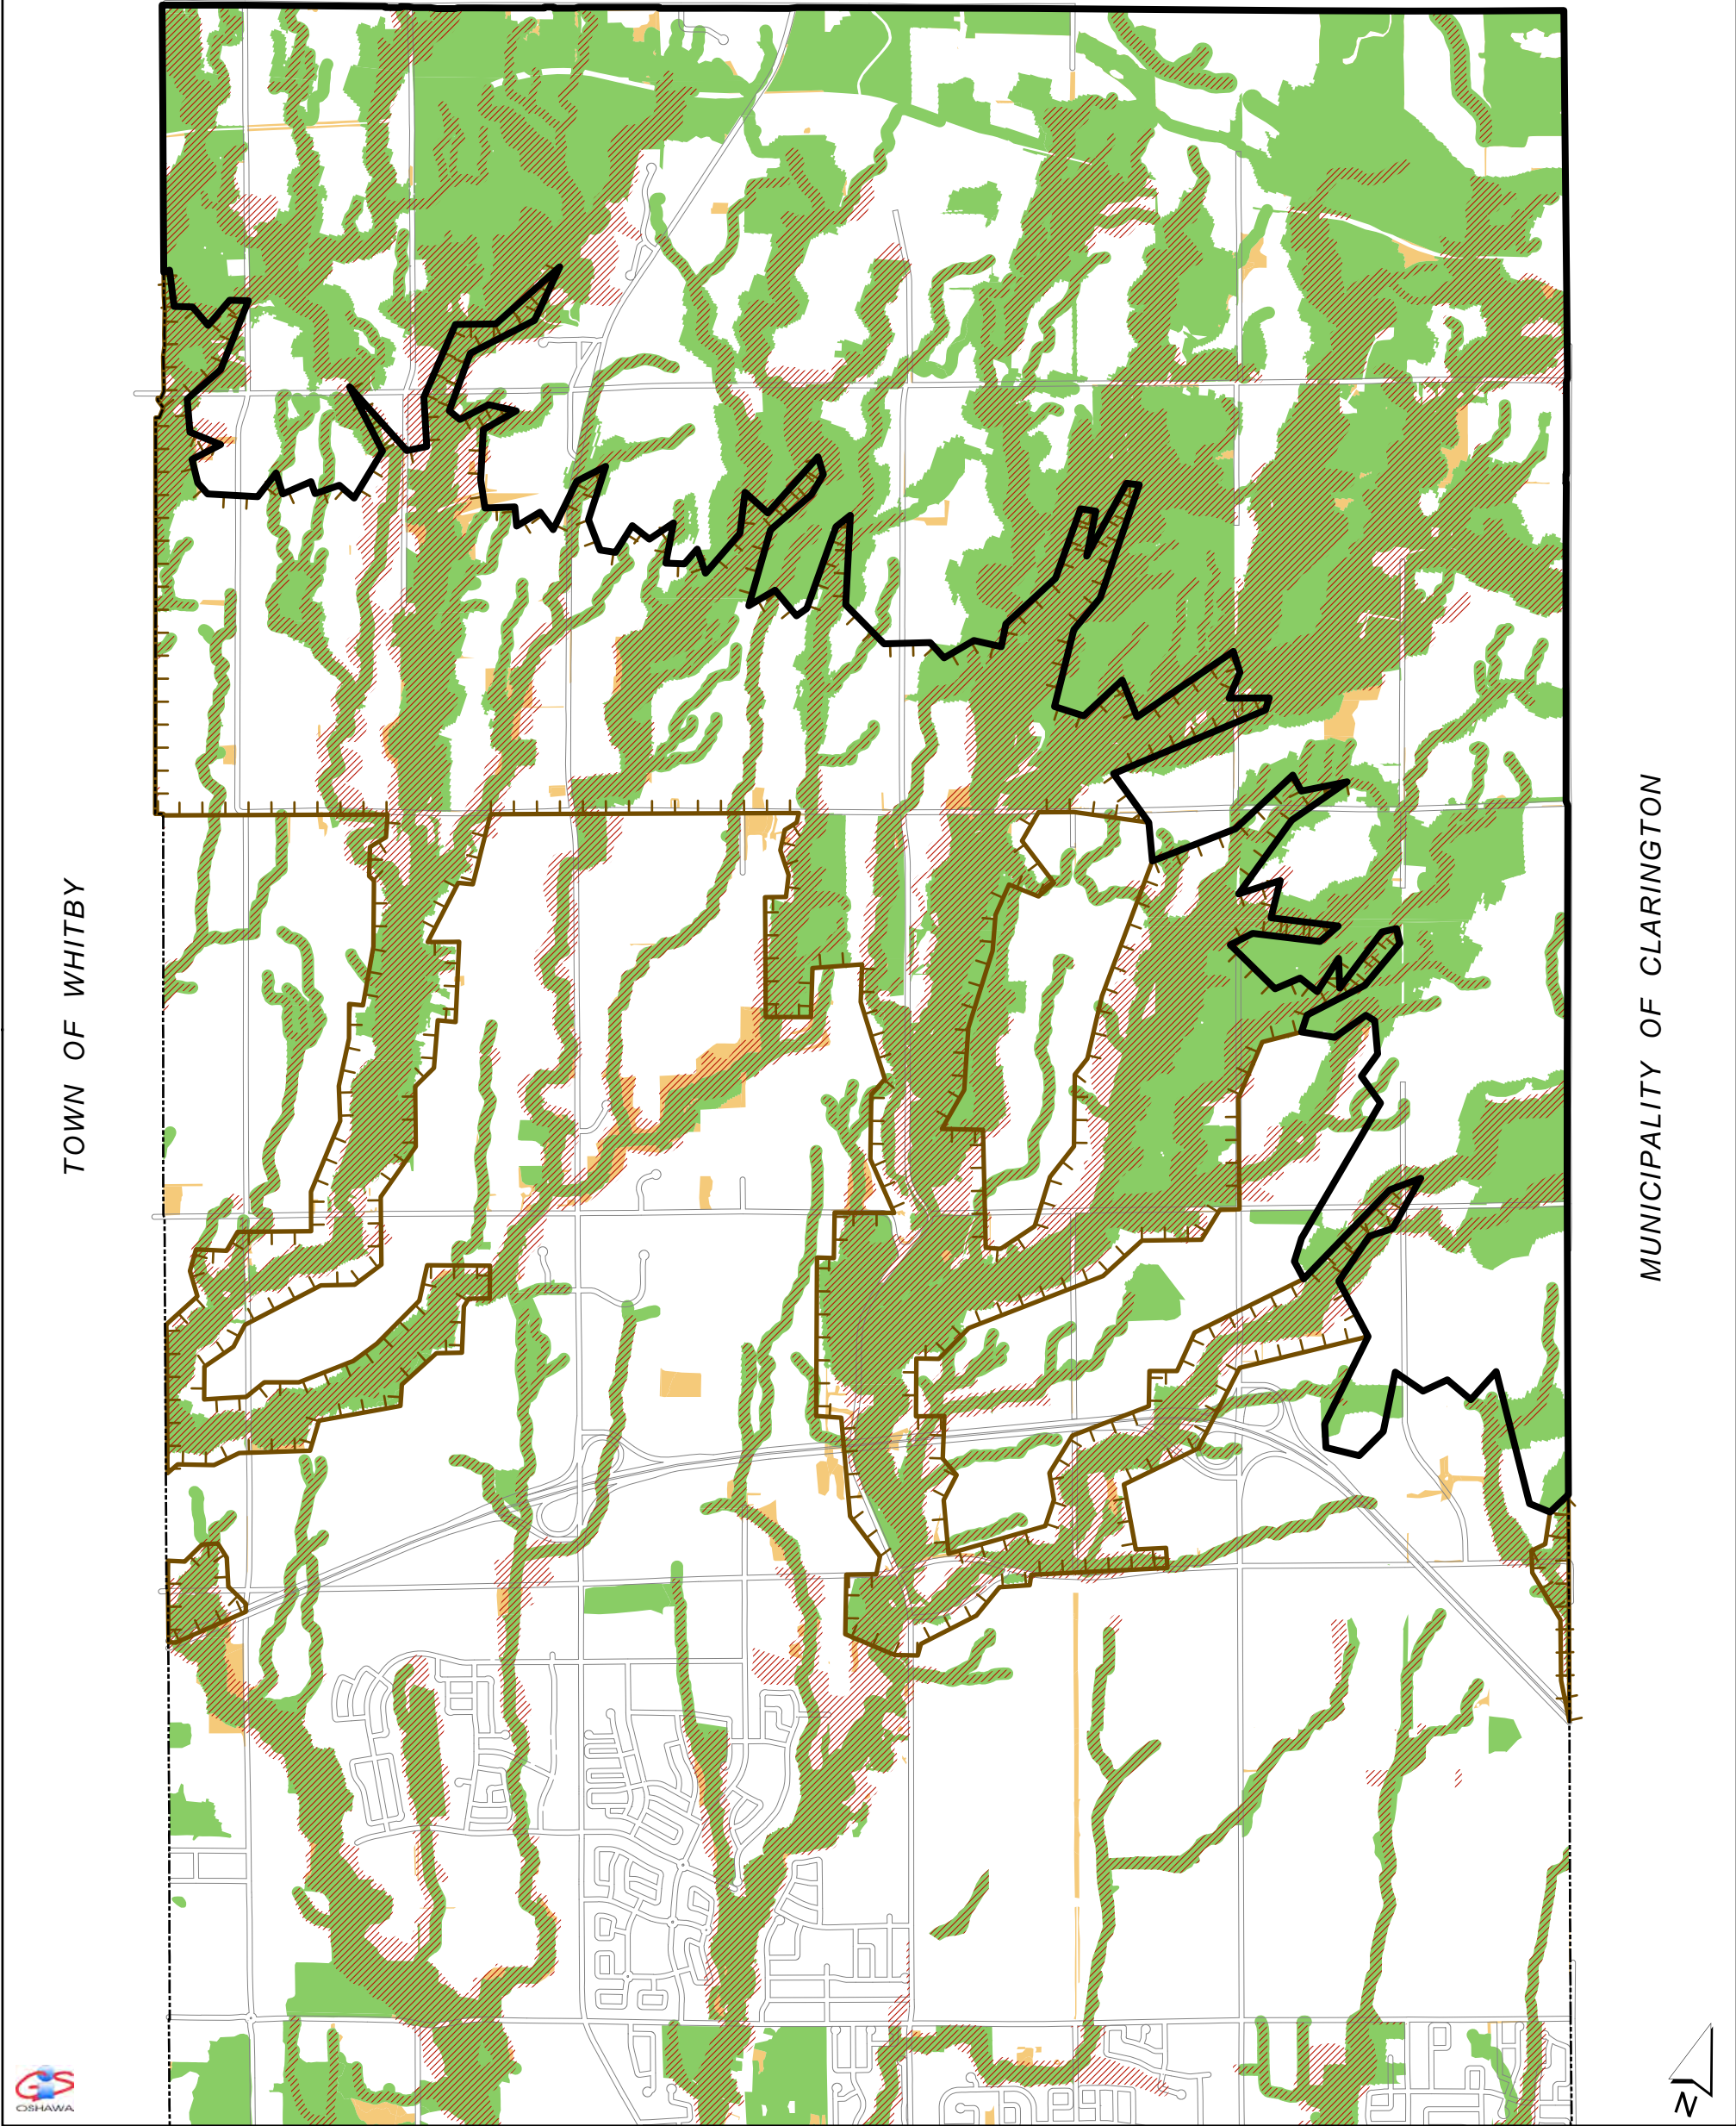 TOWN OF WHITBY
MUNICIPALITY OF CLARINGTON
GIS
OSHAWA
N